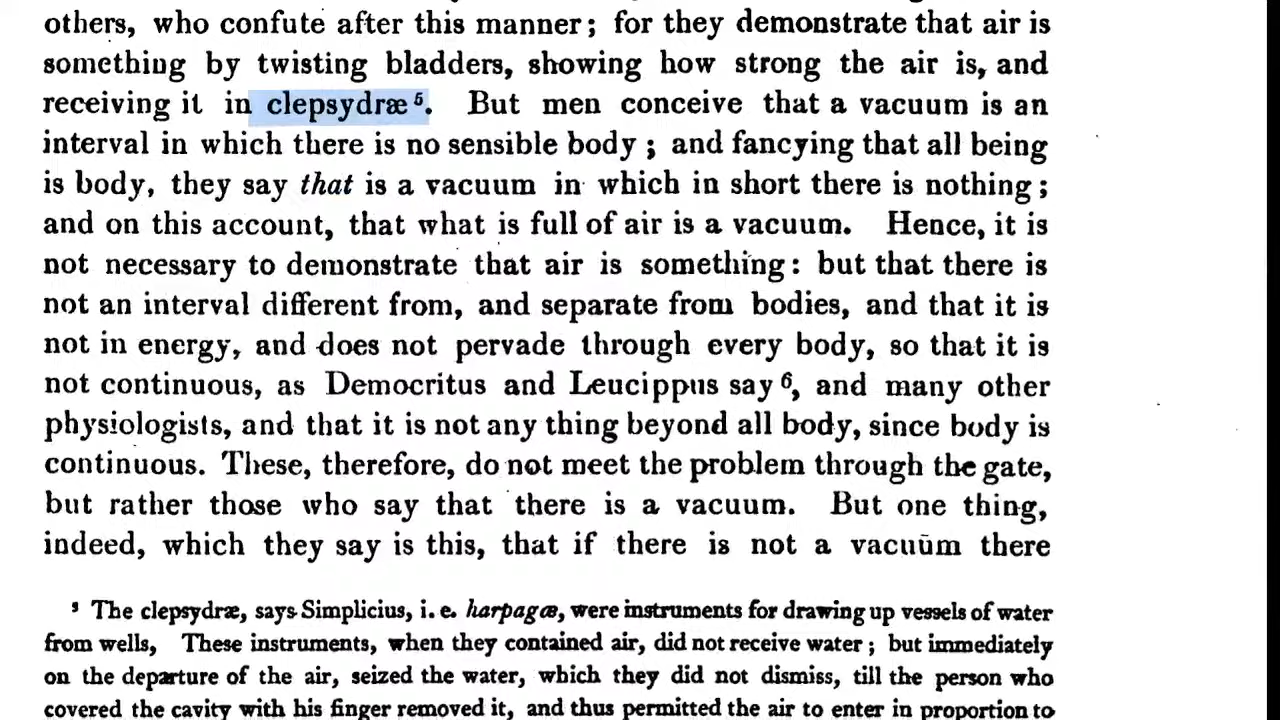 others, who confute after this manner; for they demonstrate that air is
something by twisting bladders, showing how strong the air is, and
receiving it in clepsydræ 5. But men conceive that a vacuum is an
interval in which there is no sensible body; and fancying that all being
is body, they say that is a vacuum in which in short there is nothing;
and on this account, that what is full of air is a vacuum. Hence, it is
not necessary to demonstrate that air is something: but that there is
not an interval different from, and separate from bodies, and that it is
not in energy, and does not pervade through every body, so that it is
not continuous, as Democritus and Leucippus say 6, and many other
physiologists, and that it is not any thing beyond all body, since body is
continuous. These, therefore, do not meet the problem through the gate,
but rather those who say that there is a vacuum. But one thing,
indeed, which they say is this, that if there is not a vacuum there
5 The clepsydræ, says Simplicius, i. e. harpagæ, were instruments for drawing up vessels of water
from wells, These instruments, when they contained air, did not receive water; but immediately
on the departure of the air, seized the water, which they did not dismiss, till the person who
covered the cavity with his finger removed it, and thus permitted the air to enter in proportion to